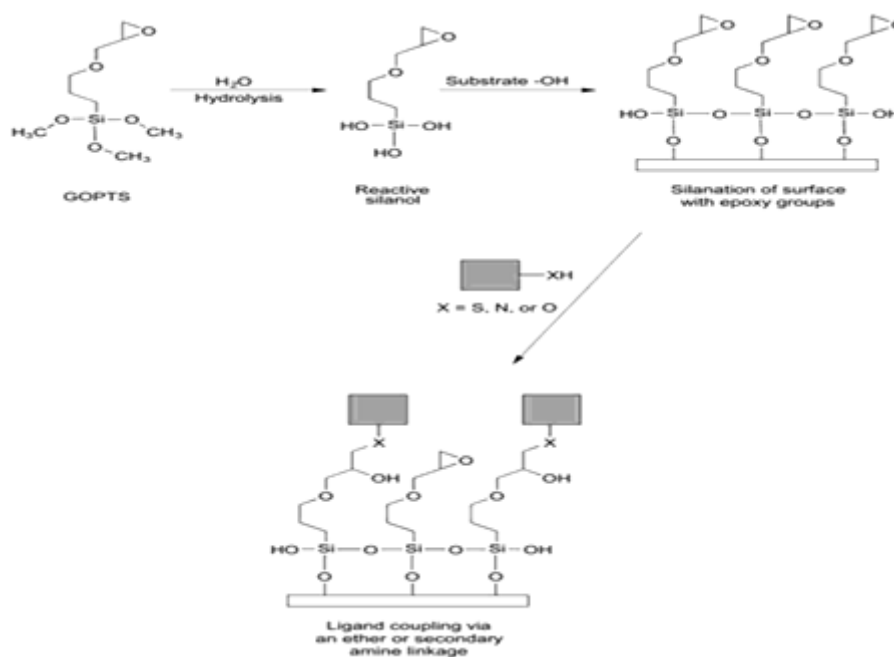 O
O
H₂O
Hydrolysis
Si
O
O
O
H₃C
CH₃
CH₃
GOPTS
O
O
Substrate -OH
Si
HO
OH
HO
Reactive
silanol
O
O
O
O
O
O
HO
Si
O
Si
O
Si
OH
O
O
O
Silanation of surface
with epoxy groups
XH
X = S, N, or O
X
X
O
OH
OH
O
O
O
HO
Si
O
Si
O
Si
OH
O
O
O
Ligand coupling via
an ether or secondary
amine linkage